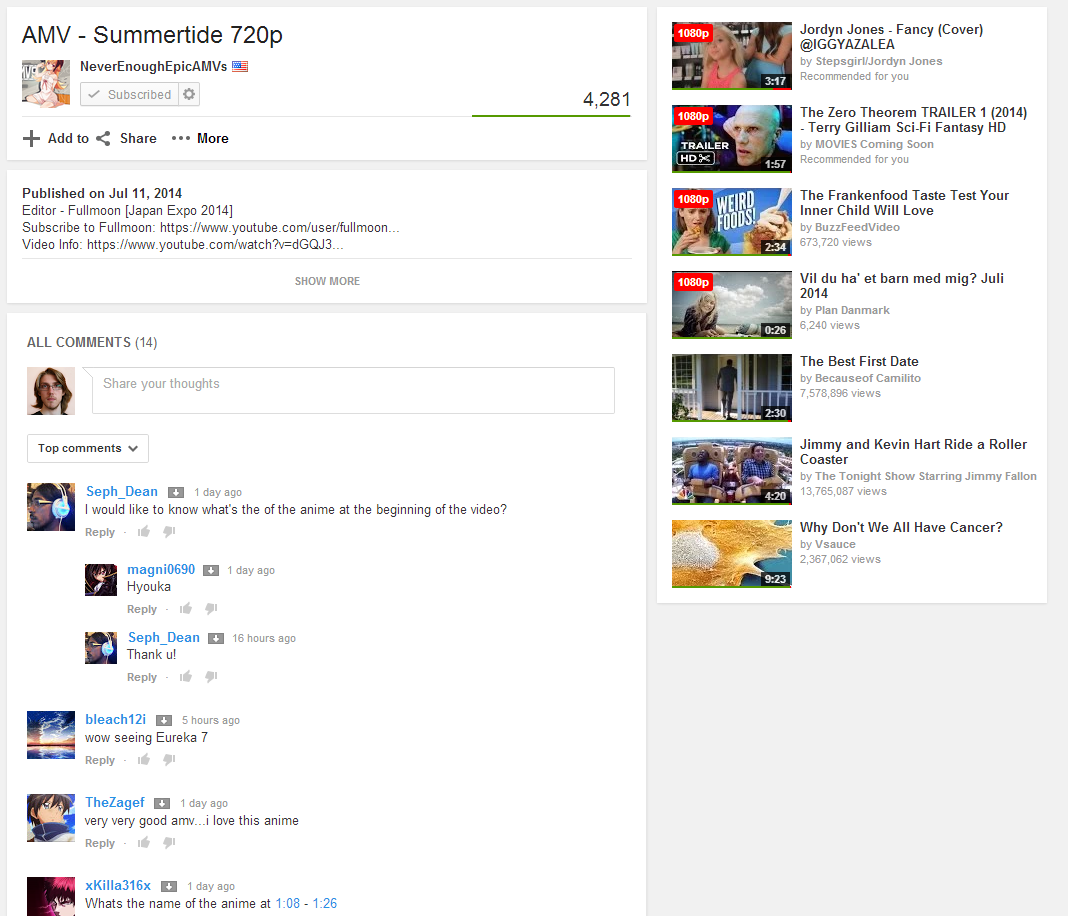 AMV - Summertide 720p
NeverEnoughEpicAMVs
Subscribed
4,281
Add to
Share
More
Published on Jul 11, 2014
Editor - Fullmoon [Japan Expo 2014]
Subscribe to Fullmoon: https://www.youtube.com/user/fullmoon...
Video Info: https://www.youtube.com/watch?v=dGQJ3...
SHOW MORE
ALL COMMENTS (14)
Share your thoughts
Top comments
Seph_Dean 1 day ago
I would like to know what's the of the anime at the beginning of the video?
Reply
magni0690 1 day ago
Hyouka
Reply
Seph_Dean 16 hours ago
Thank u!
Reply
bleach12i 5 hours ago
wow seeing Eureka 7
Reply
TheZagef 1 day ago
very very good amv...i love this anime
Reply
xKilla316x 1 day ago
Whats the name of the anime at 1:08 - 1:26
1080p
3:17
Jordyn Jones - Fancy (Cover)
@IGGYAZALEA
by Stepsgirl/Jordyn Jones
Recommended for you
1080p
TRAILER
HD
1:57
The Zero Theorem TRAILER 1 (2014)
- Terry Gilliam Sci-Fi Fantasy HD
by MOVIES Coming Soon
Recommended for you
1080p
WEIRD
FOODS!
2:34
The Frankenfood Taste Test Your
Inner Child Will Love
by BuzzFeedVideo
673,720 views
1080p
0:26
Vil du ha' et barn med mig? Juli
2014
by Plan Danmark
6,240 views
2:30
The Best First Date
by Becauseof Camilito
7,578,896 views
4:20
Jimmy and Kevin Hart Ride a Roller
Coaster
by The Tonight Show Starring Jimmy Fallon
13,765,087 views
9:23
Why Don't We All Have Cancer?
by Vsauce
2,367,062 views